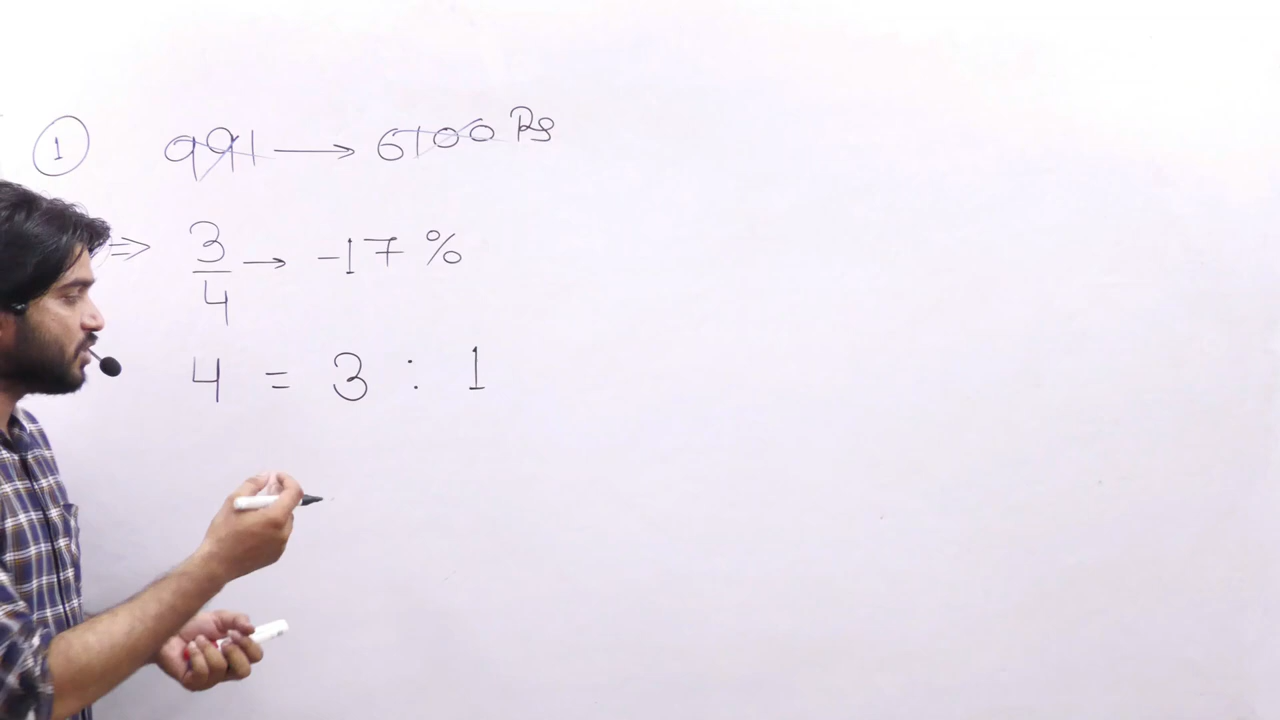 1 991 → 6100 Rs
⇒ 3/4 → -17 %
4 = 3 : 1